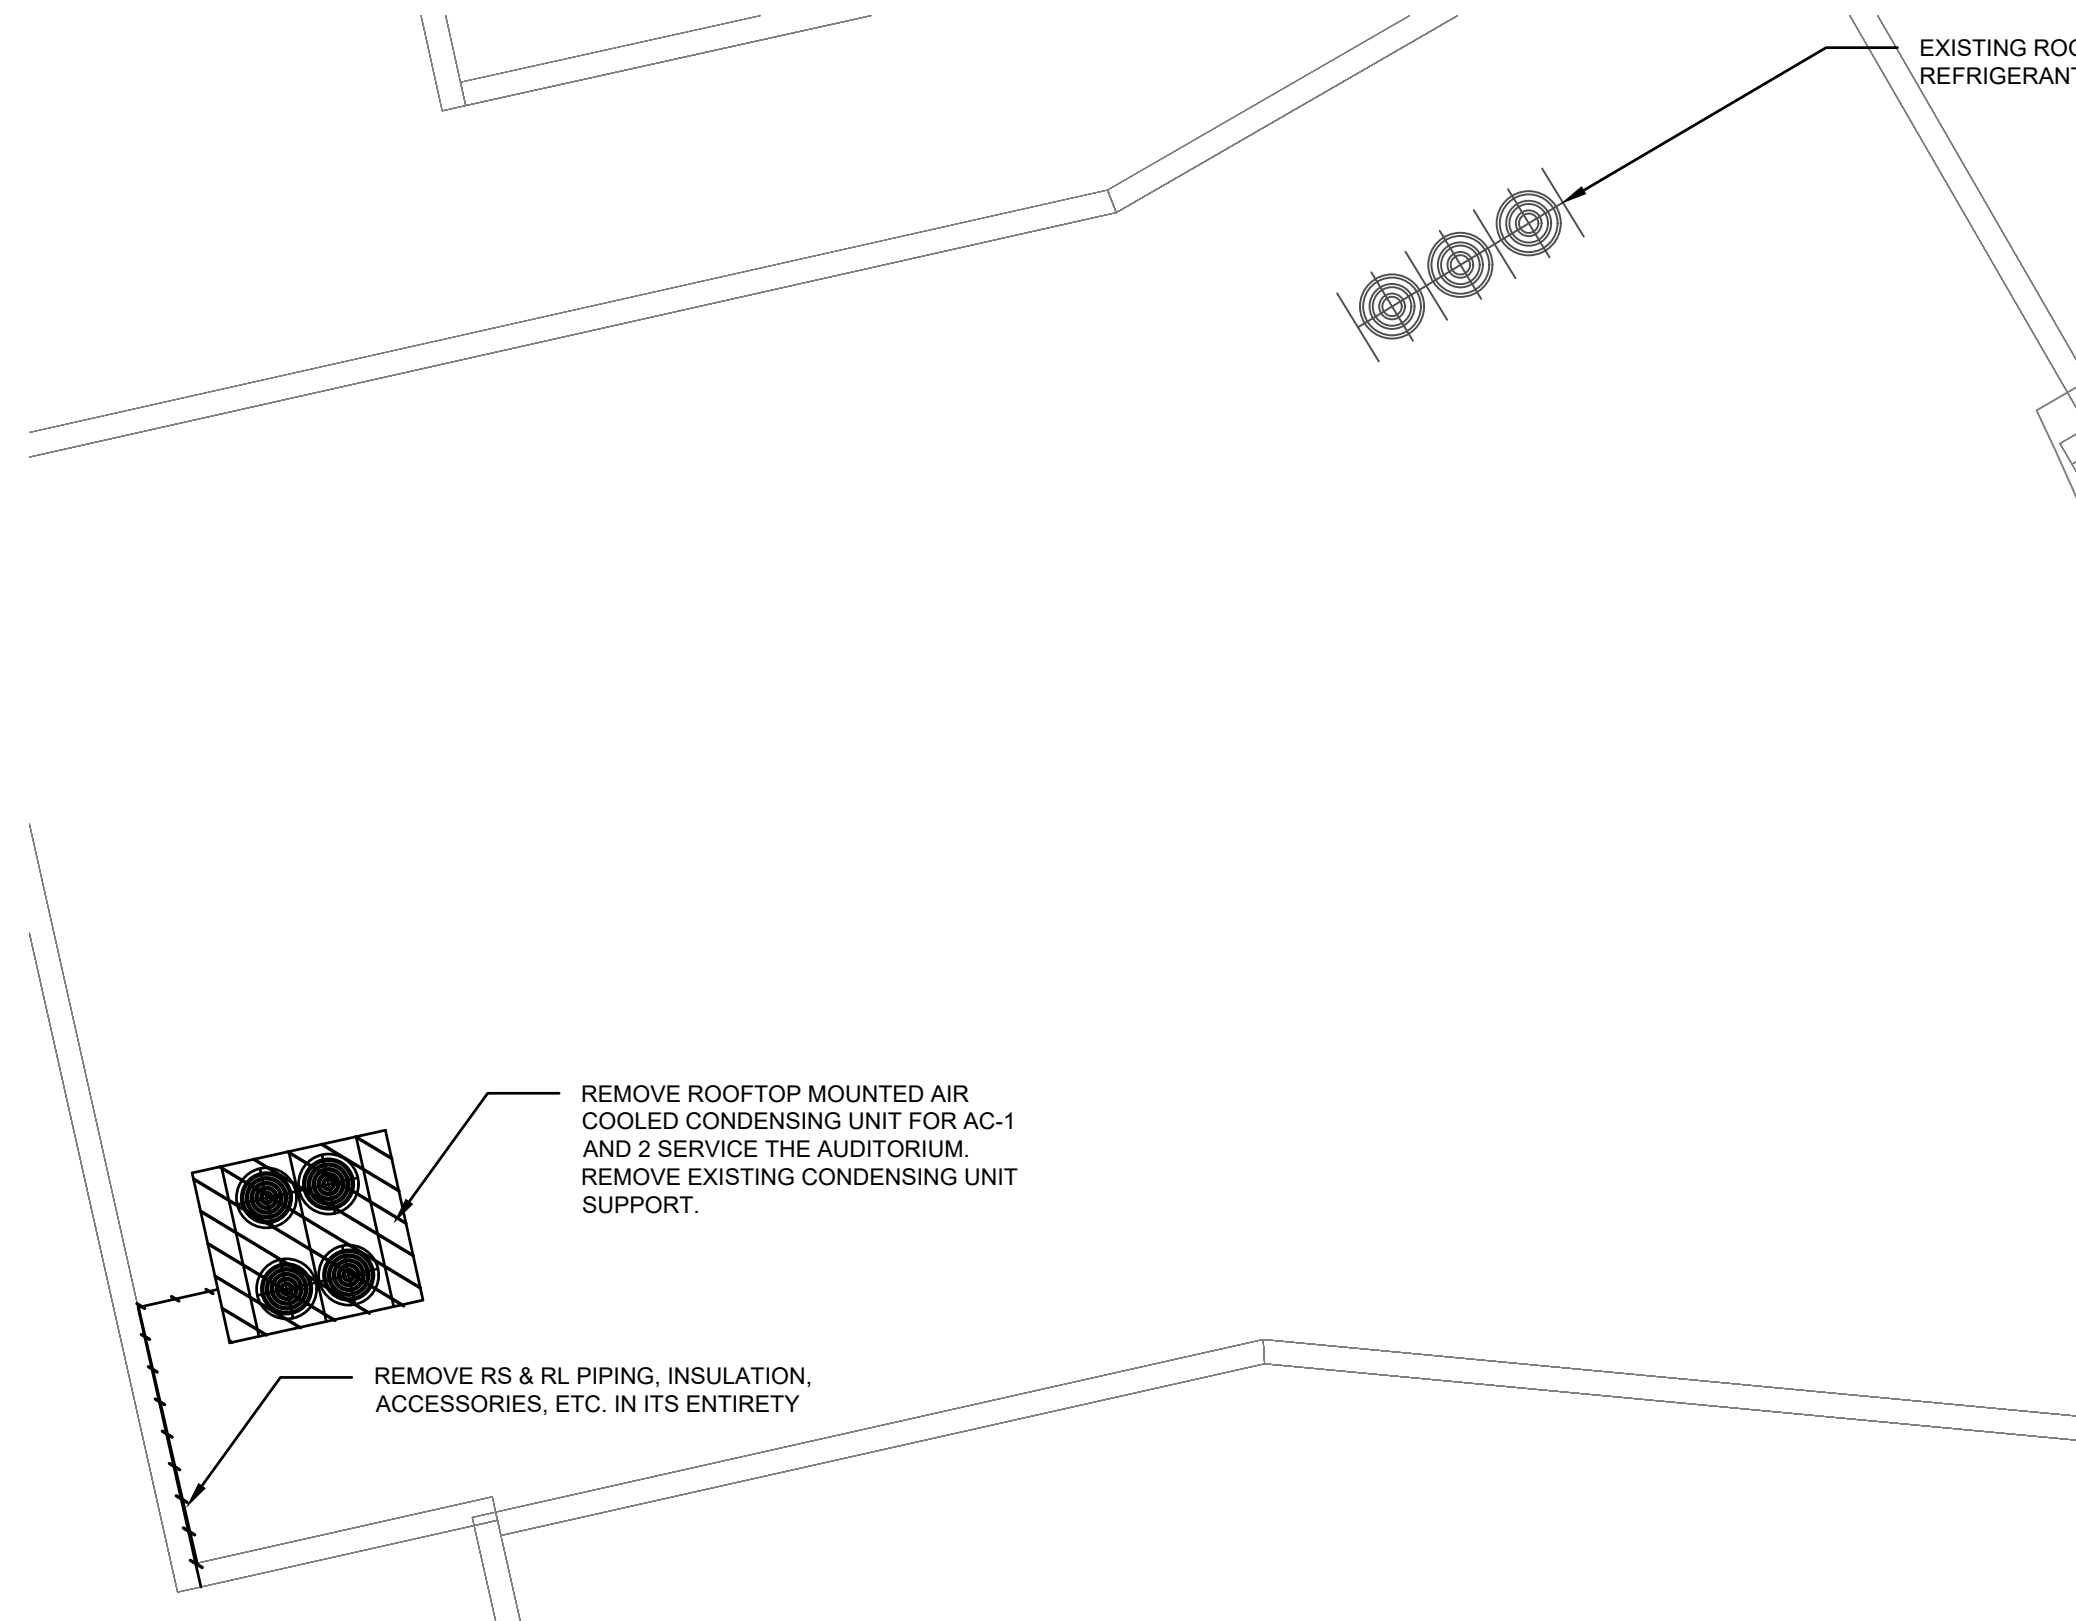 EXISTING
REFRIGERANT
REMOVE ROOFTOP MOUNTED AIR
COOLED CONDENSING UNIT FOR AC-1
AND 2 SERVICE THE AUDITORIUM.
REMOVE EXISTING CONDENSING UNIT
SUPPORT.
REMOVE RS & RL PIPING, INSULATION,
ACCESSORIES, ETC. IN ITS ENTIRETY